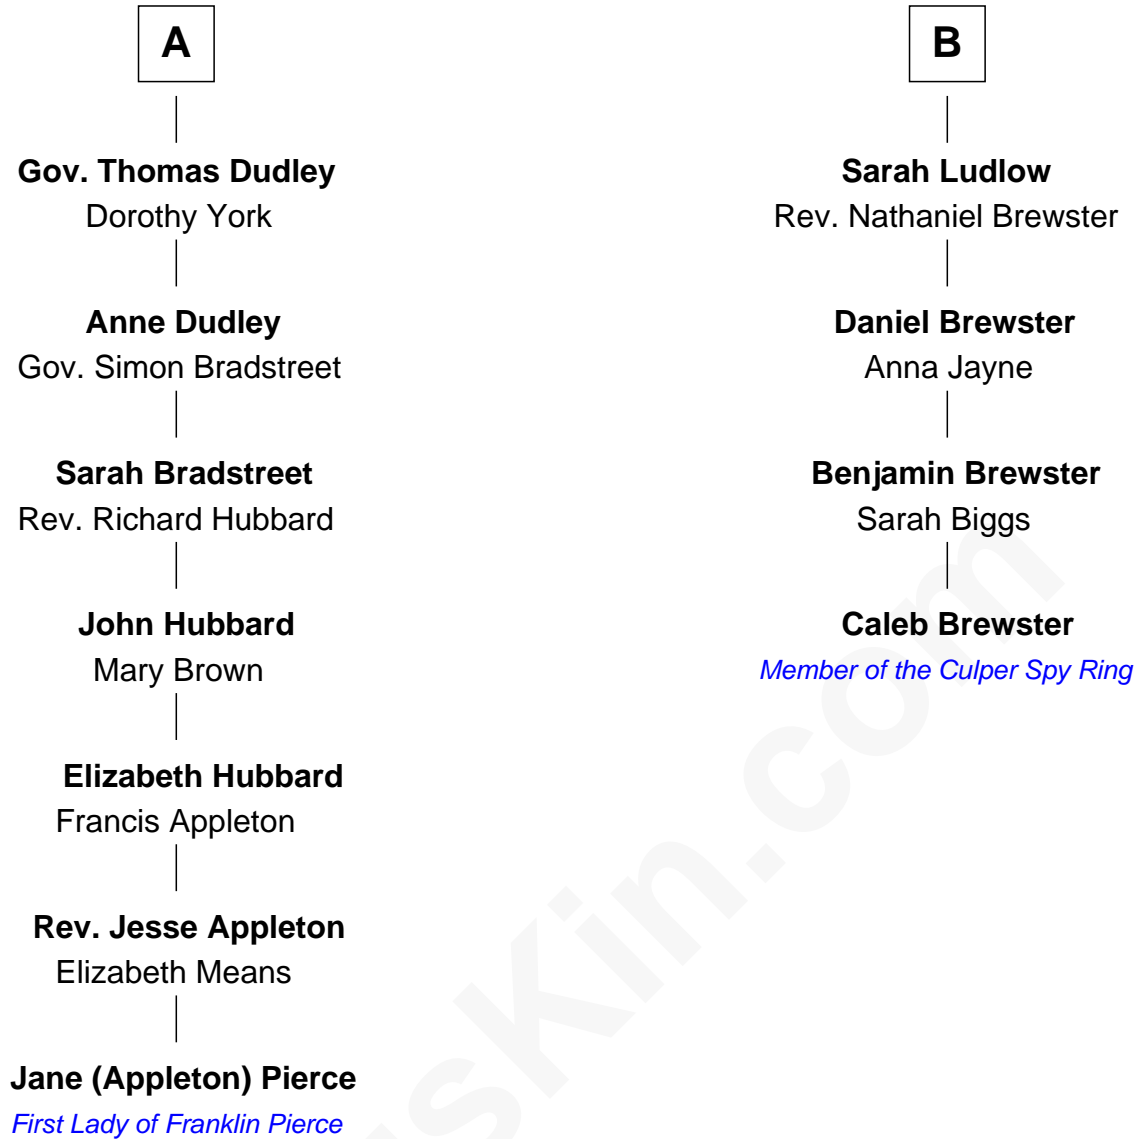 A
Gov. Thomas Dudley
Dorothy York
Anne Dudley
Gov. Simon Bradstreet
Sarah Bradstreet
Rev. Richard Hubbard
John Hubbard
Mary Brown
Elizabeth Hubbard
Francis Appleton
Rev. Jesse Appleton
Elizabeth Means
Jane (Appleton) Pierce
First Lady of Franklin Pierce
B
Sarah Ludlow
Rev. Nathaniel Brewster
Daniel Brewster
Anna Jayne
Benjamin Brewster
Sarah Biggs
Caleb Brewster
Member of the Culper Spy Ring
sKin.com